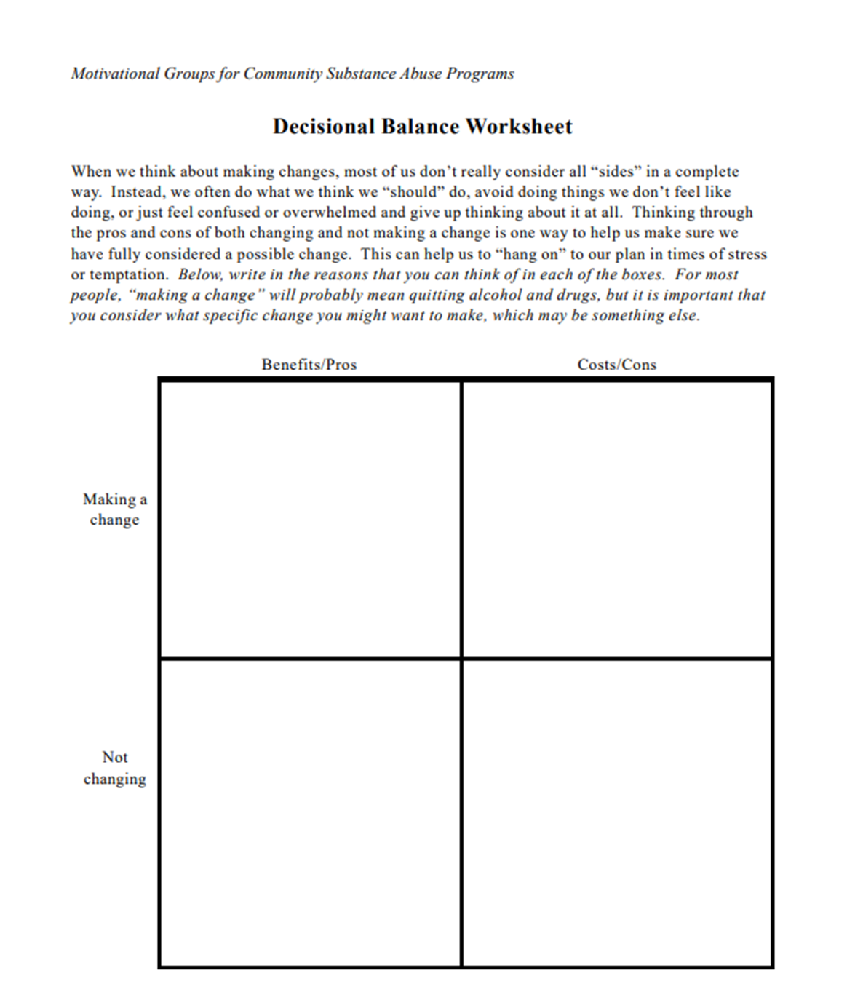 Motivational Groups for Community Substance Abuse Programs
Decisional Balance Worksheet
When we think about making changes, most of us don’t really consider all “sides” in a complete
way.  Instead, we often do what we think we “should” do, avoid doing things we don’t feel like
doing, or just feel confused or overwhelmed and give up thinking about it at all.  Thinking through
the pros and cons of both changing and not making a change is one way to help us make sure we
have fully considered a possible change.  This can help us to “hang on” to our plan in times of stress
or temptation.  Below, write in the reasons that you can think of in each of the boxes.  For most
people, “making a change” will probably mean quitting alcohol and drugs, but it is important that
you consider what specific change you might want to make, which may be something else.
Benefits/Pros Costs/Cons
Making a
change
Not
changing